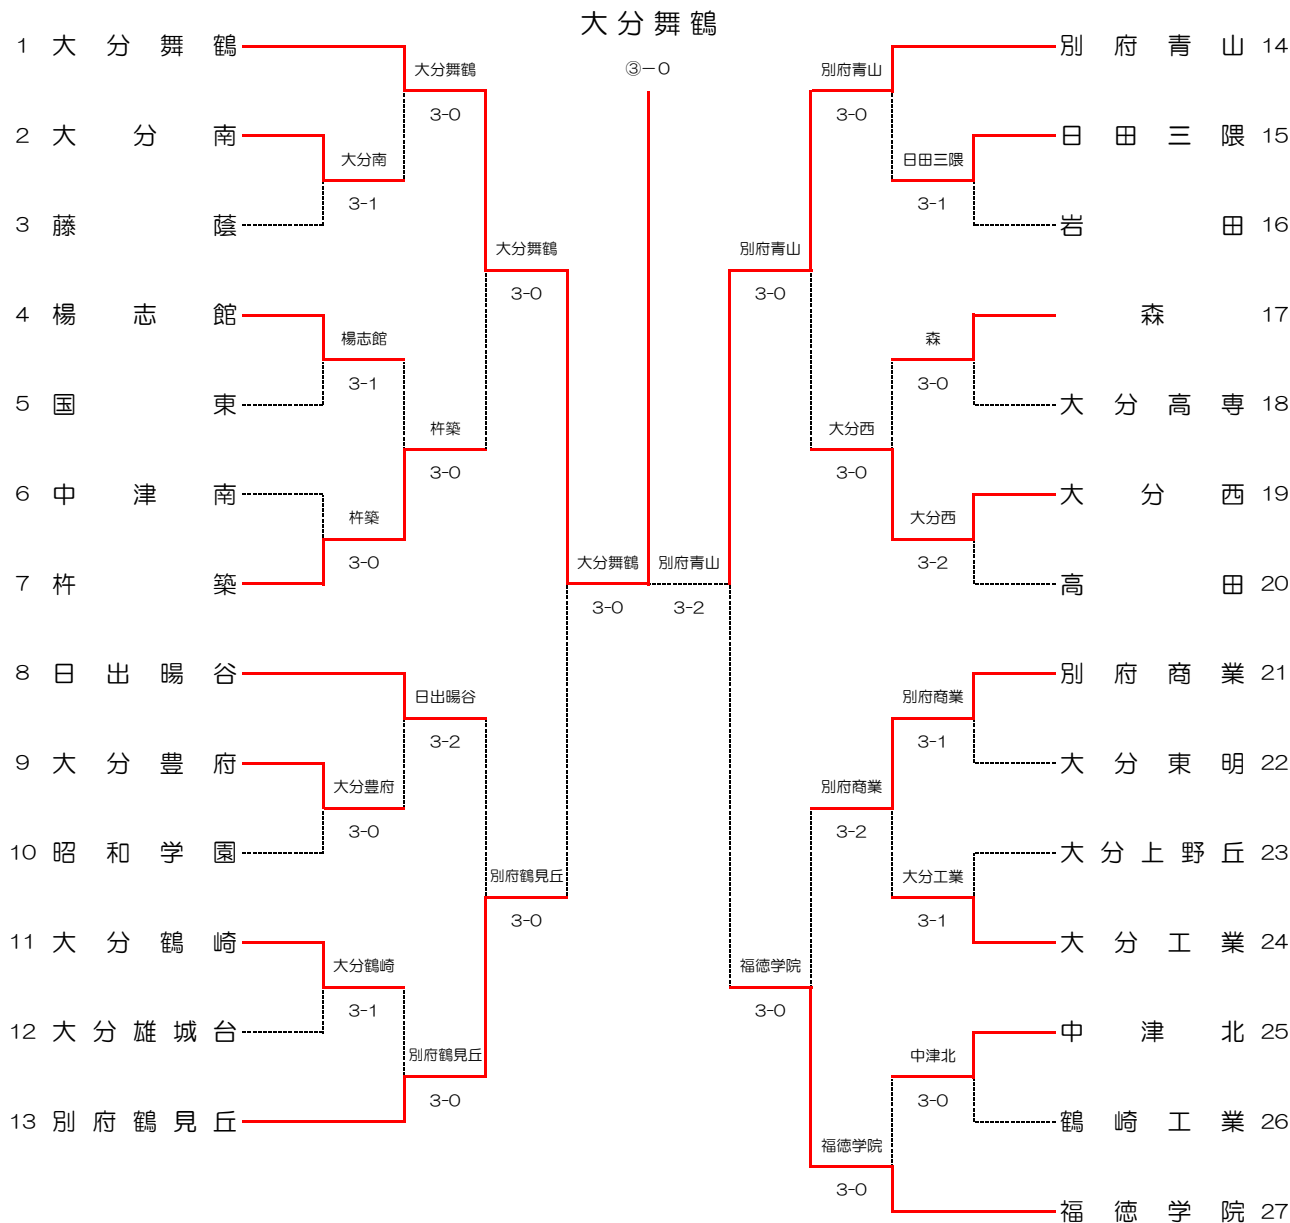 大分舞鶴
③－0
1 大分舞鶴
2 大分南
3 藤蔭
4 楊志館
5 国東
6 中津南
7 杵築
8 日出暘谷
9 大分豊府
10 昭和学園
11 大分鶴崎
12 大分雄城台
13 別府鶴見丘
大分南
3-1
楊志館
3-1
杵築
3-0
大分豊府
3-0
大分鶴崎
3-1
大分舞鶴
3-0
杵築
3-0
日出暘谷
3-2
別府鶴見丘
3-0
大分舞鶴
3-0
別府鶴見丘
3-0
大分舞鶴
3-0
別府青山
3-2
別府青山
3-0
福徳学院
3-0
別府青山
3-0
大分西
3-0
別府商業
3-2
福徳学院
3-0
日田三隈
3-1
森
3-0
大分西
3-2
別府商業
3-1
大分工業
3-1
中津北
3-0
別府青山 14
日田三隈 15
岩田 16
森 17
大分高専 18
大分西 19
高田 20
別府商業 21
大分東明 22
大分上野丘 23
大分工業 24
中津北 25
鶴崎工業 26
福徳学院 27